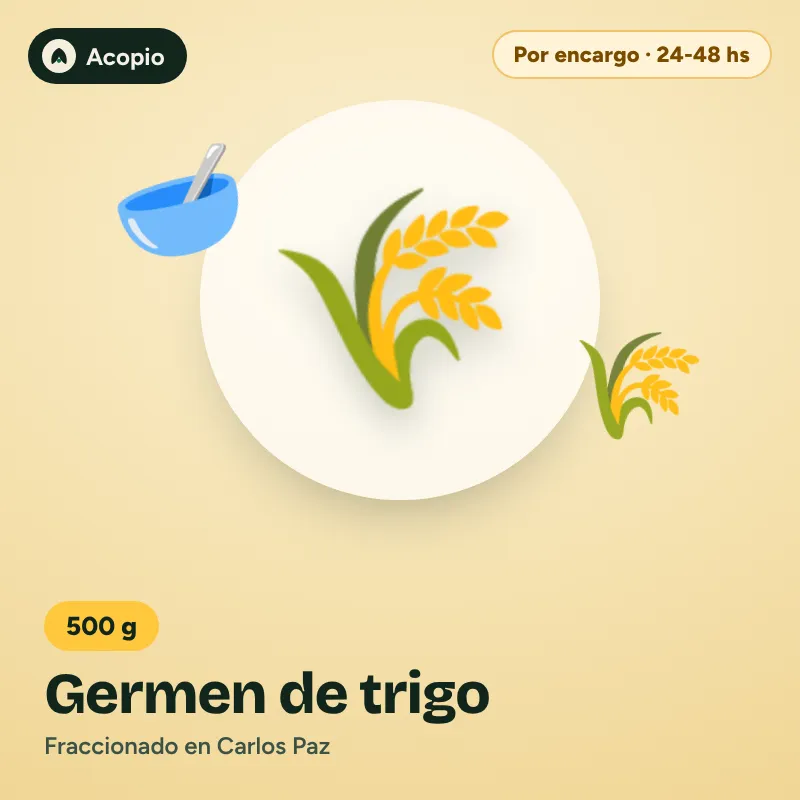 Acopio
Por encargo · 24-48 hs
500 g
Germen de trigo
Fraccionado en Carlos Paz